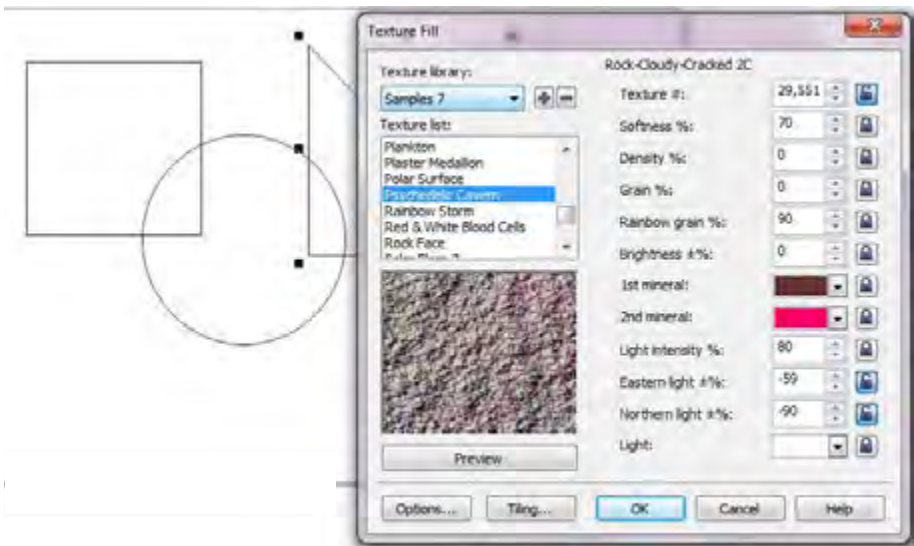 Texture Fill
Texture library:
Samples 7
Texture list:
Plankton
Plaster Medallion
Polar Surface
Psychedelic Cavern
Rainbow Storm
Red & White Blood Cells
Rock Face
Preview
Rock-Cloudy-Cracked 2C
Texture #: 29,551
Softness %: 70
Density %: 0
Grain %: 0
Rainbow grain %: 90
Brightness ±%: 0
1st mineral:
2nd mineral:
Light intensity %: 80
Eastern light ±%: -59
Northern light ±%: -90
Light:
Options... Tiling... OK Cancel Help